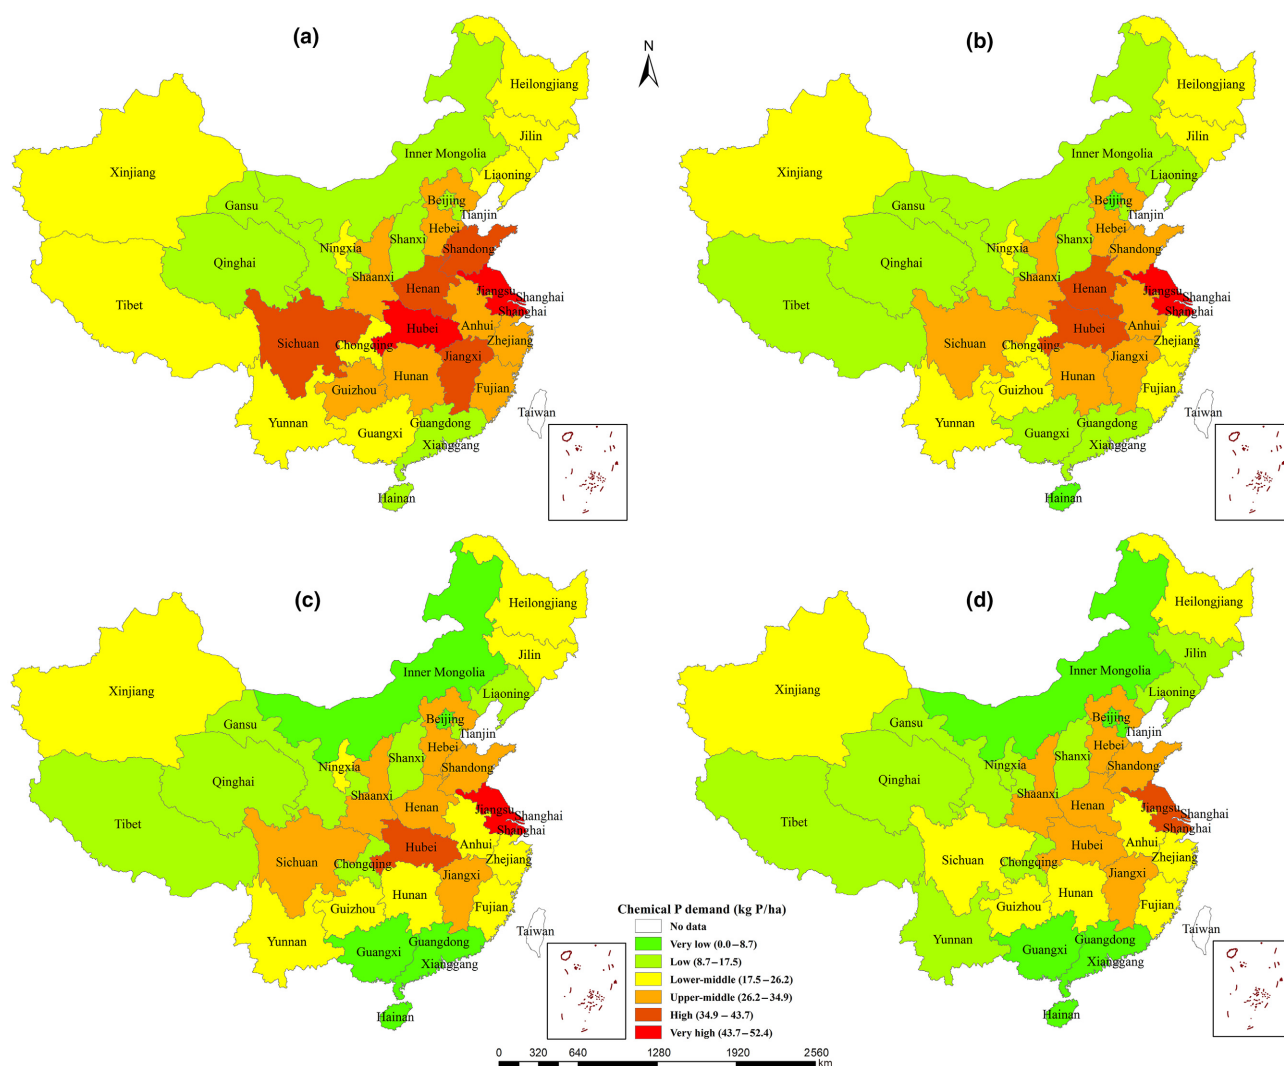 (a)
N
(b)
Heilongjiang
Jilin
Inner Mongolia
Liaoning
Xinjiang
Gansu
Beijing
Tianjin
Hebei
Shanxi
Ningxia
Shandong
Qinghai
Shaanxi
Henan
Jiangsu
Shanghai
Shanghai
Tibet
Hubei
Anhui
Sichuan
Chongqing
Zhejiang
Jiangxi
Hunan
Guizhou
Fujian
Yunnan
Guangxi
Guangdong
Xianggang
Taiwan
Hainan
Heilongjiang
Jilin
Inner Mongolia
Liaoning
Xinjiang
Gansu
Beijing
Tianjin
Hebei
Shanxi
Ningxia
Shandong
Qinghai
Shaanxi
Henan
Jiangsu
Shanghai
Shanghai
Tibet
Hubei
Anhui
Sichuan
Chongqing
Zhejiang
Jiangxi
Hunan
Guizhou
Fujian
Yunnan
Guangxi
Guangdong
Xianggang
Taiwan
Hainan
(c)
(d)
Heilongjiang
Jilin
Inner Mongolia
Liaoning
Xinjiang
Gansu
Beijing
Tianjin
Hebei
Shanxi
Ningxia
Shandong
Qinghai
Shaanxi
Henan
Jiangsu
Shanghai
Shanghai
Tibet
Hubei
Anhui
Sichuan
Chongqing
Zhejiang
Jiangxi
Hunan
Guizhou
Fujian
Yunnan
Guangxi
Guangdong
Xianggang
Taiwan
Hainan
Heilongjiang
Jilin
Inner Mongolia
Liaoning
Xinjiang
Gansu
Beijing
Tianjin
Hebei
Shanxi
Ningxia
Shandong
Qinghai
Shaanxi
Henan
Jiangsu
Shanghai
Shanghai
Tibet
Hubei
Anhui
Sichuan
Chongqing
Zhejiang
Jiangxi
Hunan
Guizhou
Fujian
Yunnan
Guangxi
Guangdong
Xianggang
Taiwan
Hainan
Chemical P demand (kg P/ha)
No data
Very low (0.0–8.7)
Low (8.7–17.5)
Lower-middle (17.5–26.2)
Upper-middle (26.2–34.9)
High (34.9 – 43.7)
Very high (43.7–52.4)
0 320 640 1280 1920 2560
km